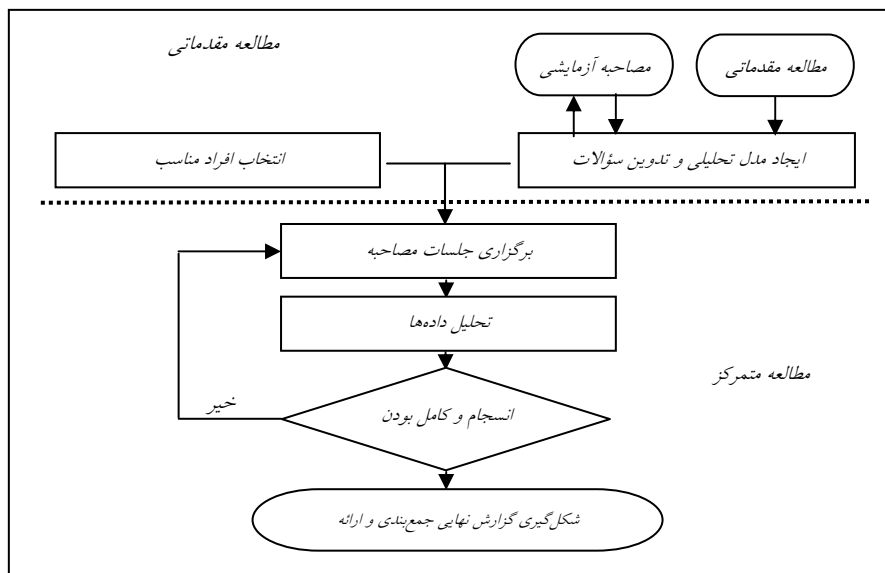 مطالعه مقدماتی
مطالعه مقدماتی
مصاحبه آزمایشی
ایجاد مدل تحلیلی و تدوین سؤالات
انتخاب افراد مناسب
برگزاری جلسات مصاحبه
تحلیل داده‌ها
مطالعه متمرکز
انسجام و کامل بودن
خیر
شکل‌گیری گزارش نهایی جمع‌بندی و ارائه